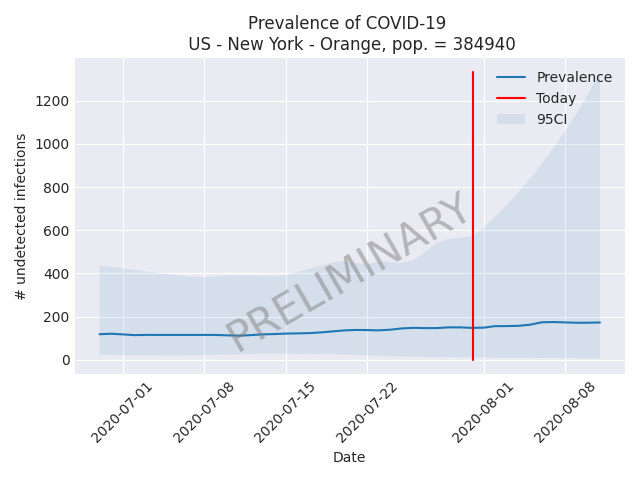 Prevalence of COVID-19
US - New York - Orange, pop. = 384940
Prevalence
Today
95CI
# undetected infections
1200
1000
800
600
400
200
0
PRELIMINARY
2020-07-01
2020-07-08
2020-07-15
2020-07-22
2020-08-01
2020-08-08
Date